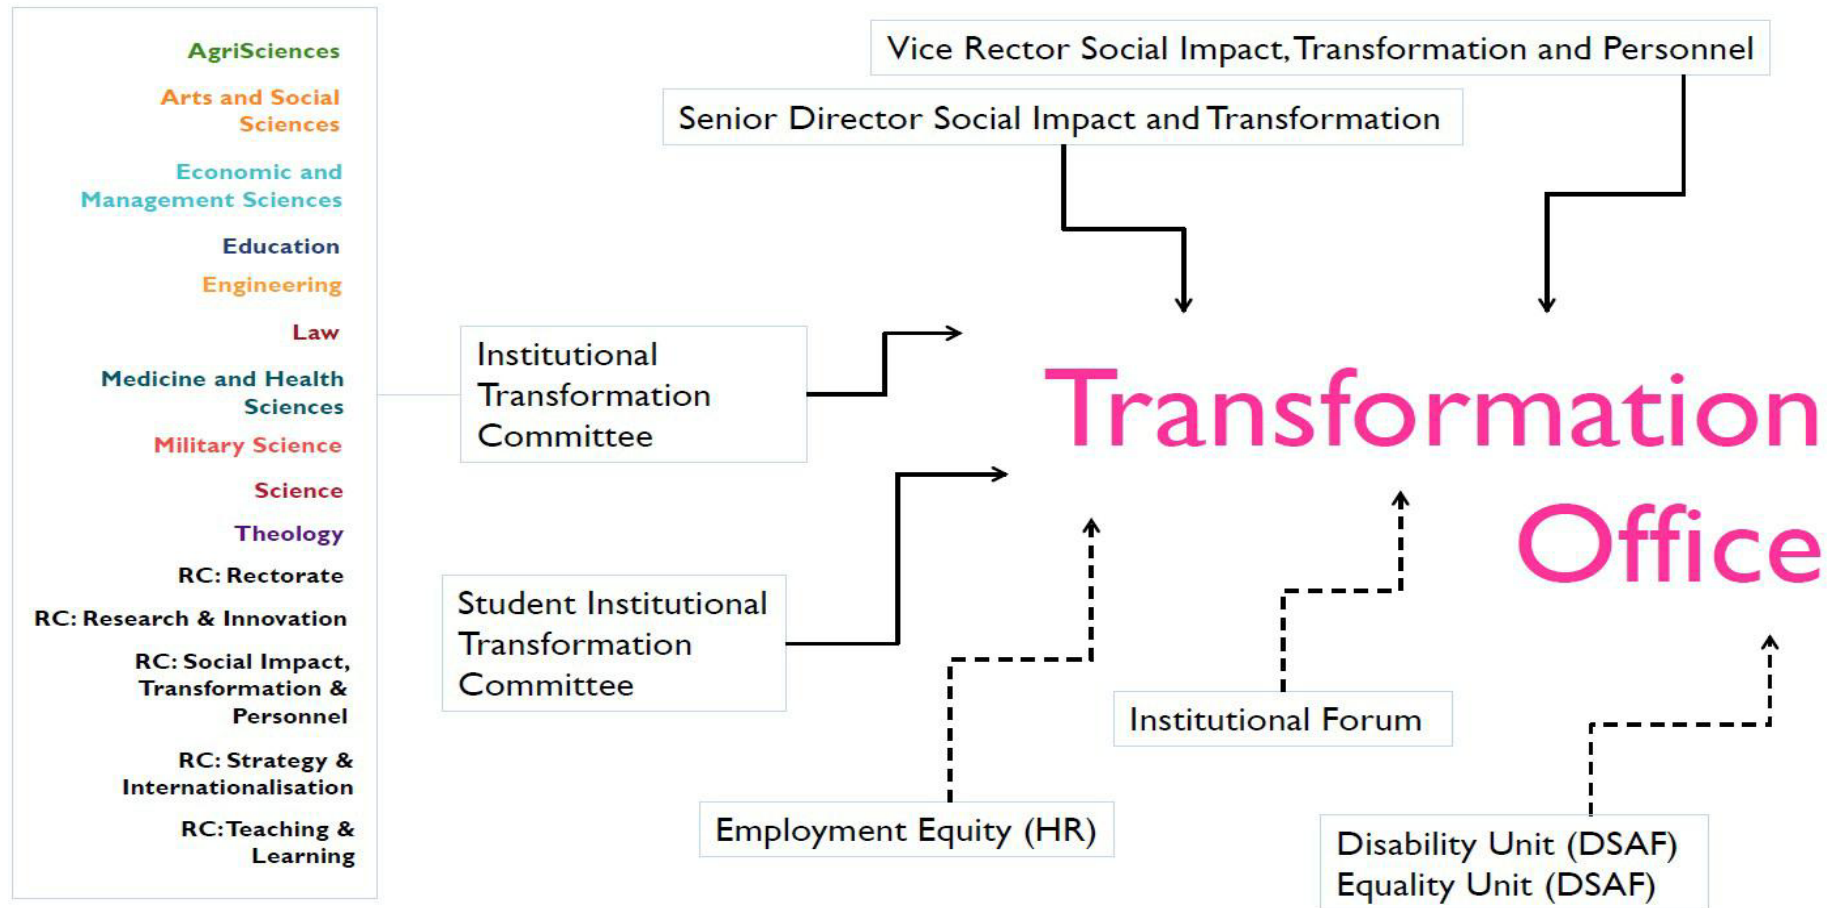 AgriSciences
Arts and Social
Sciences
Economic and
Management Sciences
Education
Engineering
Law
Medicine and Health
Sciences
Military Science
Science
Theology
RC: Rectorate
RC: Research & Innovation
RC: Social Impact,
Transformation &
Personnel
RC: Strategy &
Internationalisation
RC: Teaching &
Learning
Vice Rector Social Impact, Transformation and Personnel
Senior Director Social Impact and Transformation
Institutional
Transformation
Committee
Transformation
Office
Student Institutional
Transformation
Committee
Institutional Forum
Employment Equity (HR)
Disability Unit (DSAF)
Equality Unit (DSAF)